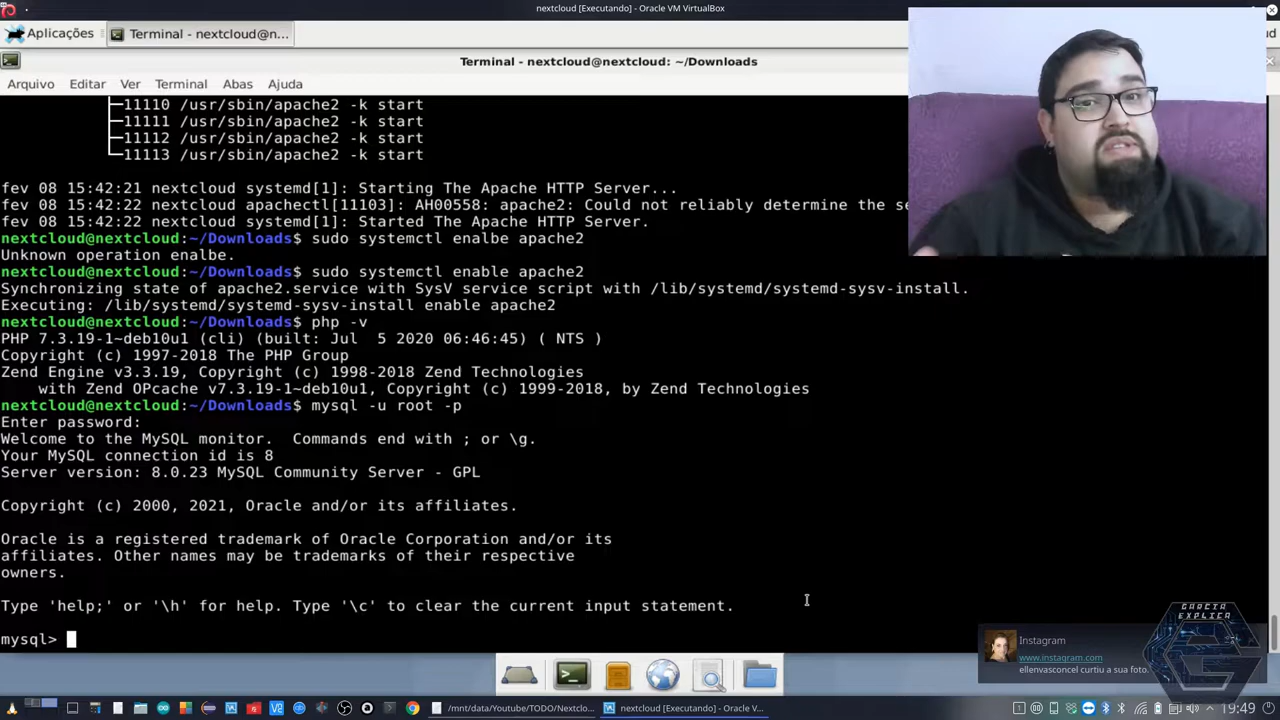 nextcloud [Executando] - Oracle VM VirtualBox
Aplicações
Terminal - nextcloud@n...
Terminal - nextcloud@nextcloud: ~/Downloads
Arquivo Editar Ver Terminal Abas Ajuda
├─11110 /usr/sbin/apache2 -k start
├─11111 /usr/sbin/apache2 -k start
├─11112 /usr/sbin/apache2 -k start
└─11113 /usr/sbin/apache2 -k start
fev 08 15:42:21 nextcloud systemd[1]: Starting The Apache HTTP Server...
fev 08 15:42:22 nextcloud apachectl[11103]: AH00558: apache2: Could not reliably determine the se
fev 08 15:42:22 nextcloud systemd[1]: Started The Apache HTTP Server.
nextcloud@nextcloud:~/Downloads$ sudo systemctl enalbe apache2
Unknown operation enalbe.
nextcloud@nextcloud:~/Downloads$ sudo systemctl enable apache2
Synchronizing state of apache2.service with SysV service script with /lib/systemd/systemd-sysv-install.
Executing: /lib/systemd/systemd-sysv-install enable apache2
nextcloud@nextcloud:~/Downloads$ php -v
PHP 7.3.19-1~deb10u1 (cli) (built: Jul  5 2020 06:46:45) ( NTS )
Copyright (c) 1997-2018 The PHP Group
Zend Engine v3.3.19, Copyright (c) 1998-2018 Zend Technologies
    with Zend OPcache v7.3.19-1~deb10u1, Copyright (c) 1999-2018, by Zend Technologies
nextcloud@nextcloud:~/Downloads$ mysql -u root -p
Enter password:
Welcome to the MySQL monitor.  Commands end with ; or \g.
Your MySQL connection id is 8
Server version: 8.0.23 MySQL Community Server - GPL
Copyright (c) 2000, 2021, Oracle and/or its affiliates.
Oracle is a registered trademark of Oracle Corporation and/or its
affiliates. Other names may be trademarks of their respective
owners.
Type 'help;' or '\h' for help. Type '\c' to clear the current input statement.
mysql>
GARCIA
EXPLICA
Instagram
www.instagram.com
ellenvasconcel curtiu a sua foto.
/mnt/data/Youtube/TODO/Nextclo...
nextcloud [Executando] - Oracle V...
19:49